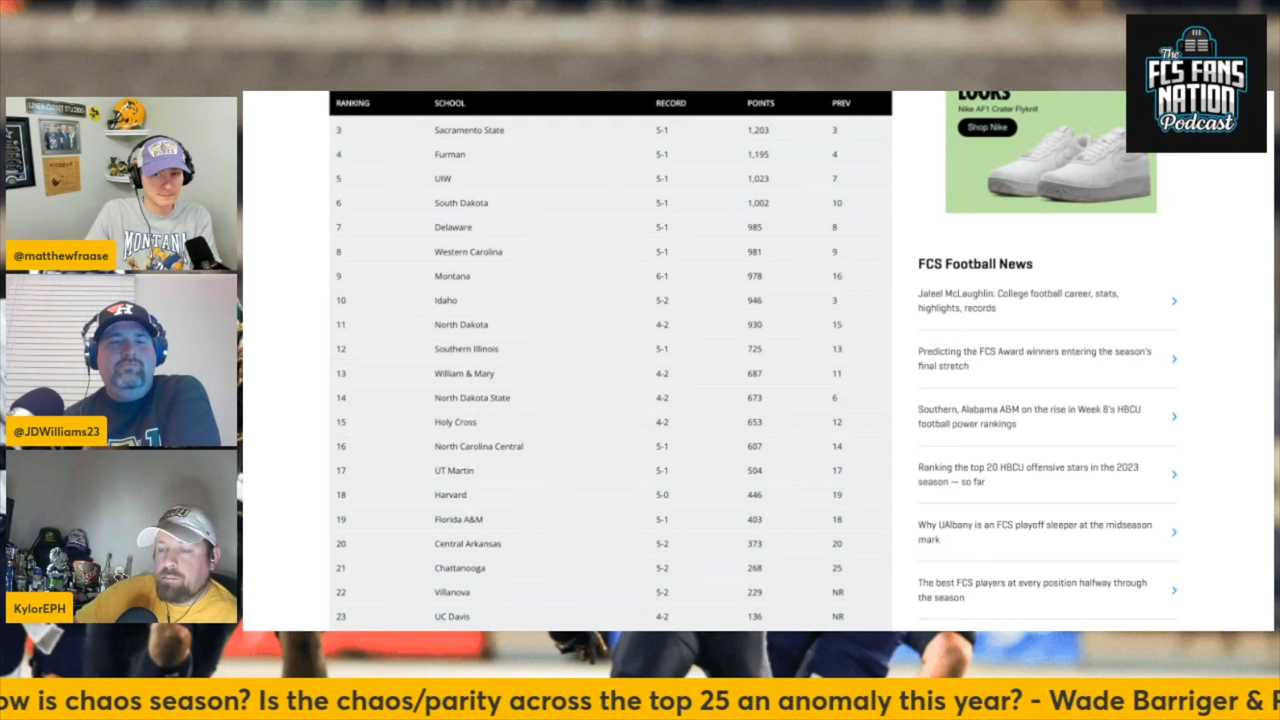 The
FCS FANS
NATION
Podcast
@matthewfraase
MONTANA
@JDWilliams23
KylorEPH
RANKING SCHOOL RECORD POINTS PREV
3 Sacramento State 5-1 1,203 3
4 Furman 5-1 1,195 4
5 UIW 5-1 1,023 7
6 South Dakota 5-1 1,002 10
7 Delaware 5-1 985 8
8 Western Carolina 5-1 981 9
9 Montana 6-1 978 16
10 Idaho 5-2 946 3
11 North Dakota 4-2 930 15
12 Southern Illinois 5-1 725 13
13 William & Mary 4-2 687 11
14 North Dakota State 4-2 673 6
15 Holy Cross 4-2 653 12
16 North Carolina Central 5-1 607 14
17 UT Martin 5-1 504 17
18 Harvard 5-0 446 19
19 Florida A&M 5-1 403 18
20 Central Arkansas 5-2 373 20
21 Chattanooga 5-2 268 25
22 Villanova 5-2 229 NR
23 UC Davis 4-2 136 NR
LOOKS
Nike AF1 Crater Flyknit
Shop Nike
FCS Football News
Jaleel McLaughlin: College football career, stats,
highlights, records
Predicting the FCS Award winners entering the season's
final stretch
Southern, Alabama A&M on the rise in Week 8's HBCU
football power rankings
Ranking the top 20 HBCU offensive stars in the 2023
season — so far
Why UAlbany is an FCS playoff sleeper at the midseason
mark
The best FCS players at every position halfway through
the season
ow is chaos season? Is the chaos/parity across the top 25 an anomaly this year? - Wade Barriger &